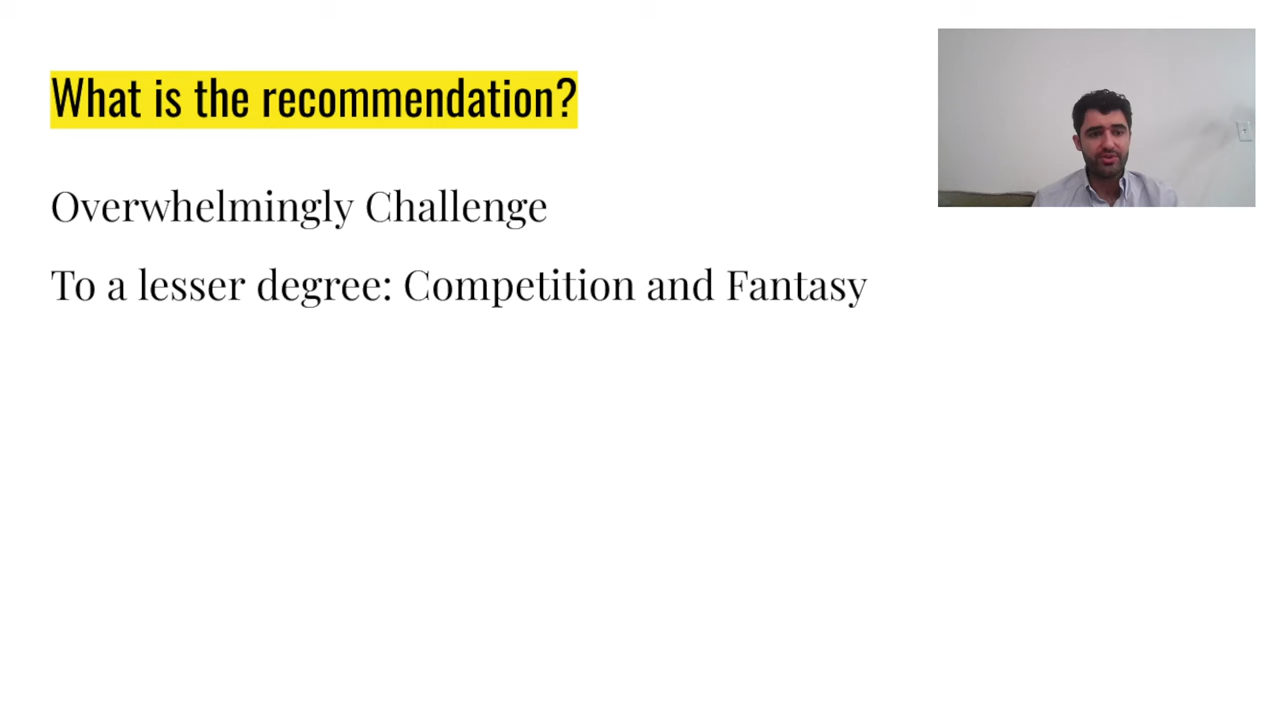 What is the recommendation?
Overwhelmingly Challenge
To a lesser degree: Competition and Fantasy